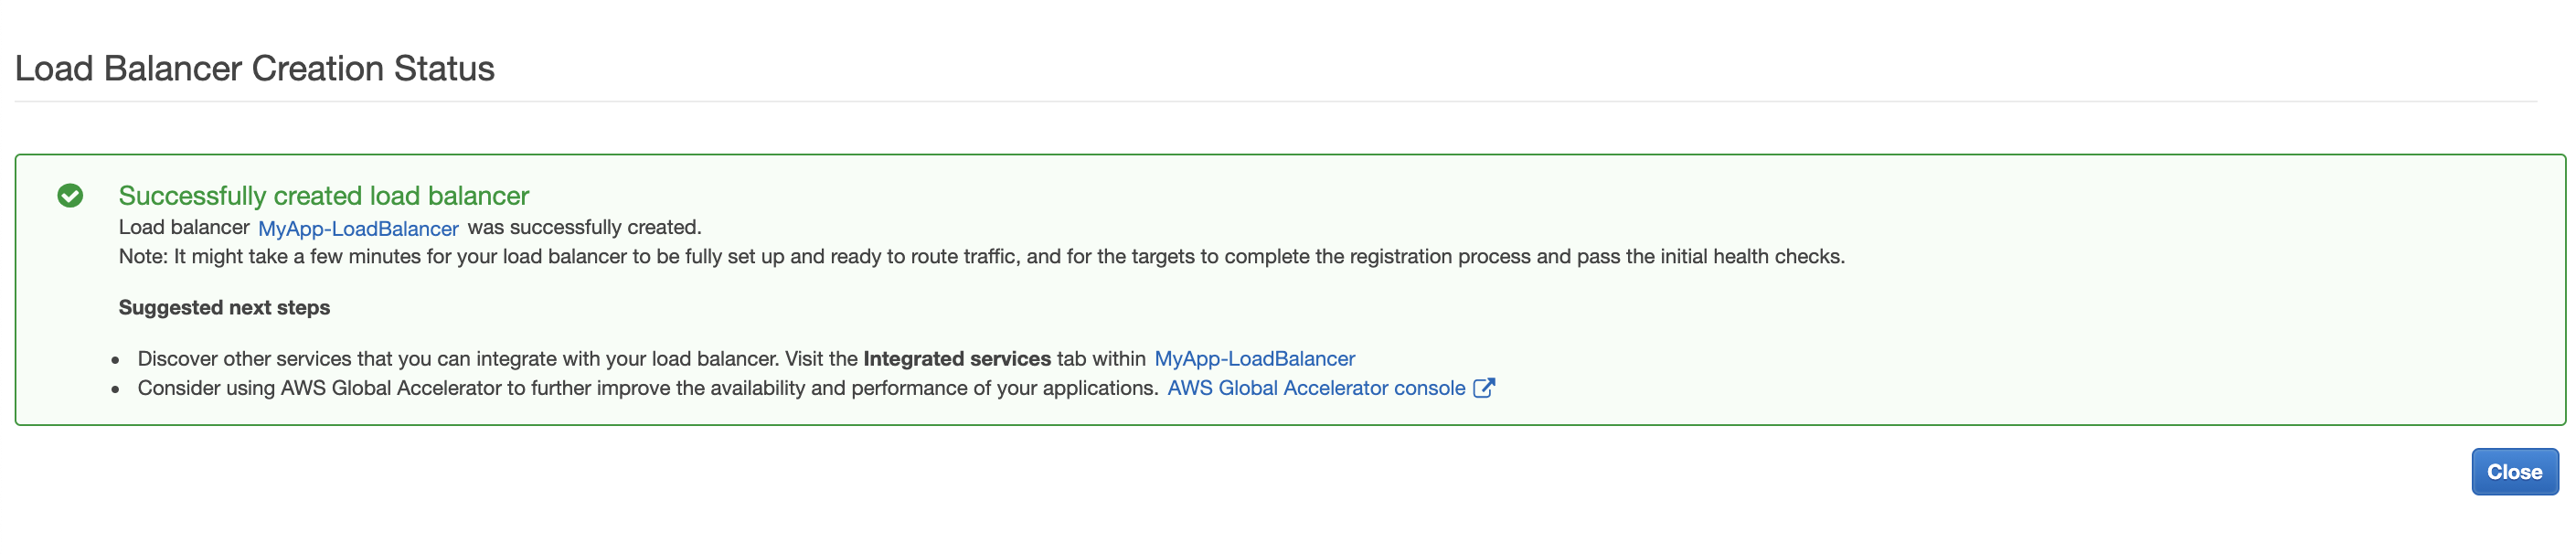 Load Balancer Creation Status
Successfully created load balancer
Load balancer MyApp-LoadBalancer was successfully created.
Note: It might take a few minutes for your load balancer to be fully set up and ready to route traffic, and for the targets to complete the registration process and pass the initial health checks.
Suggested next steps
Discover other services that you can integrate with your load balancer. Visit the Integrated services tab within MyApp-LoadBalancer
Consider using AWS Global Accelerator to further improve the availability and performance of your applications. AWS Global Accelerator console
Close